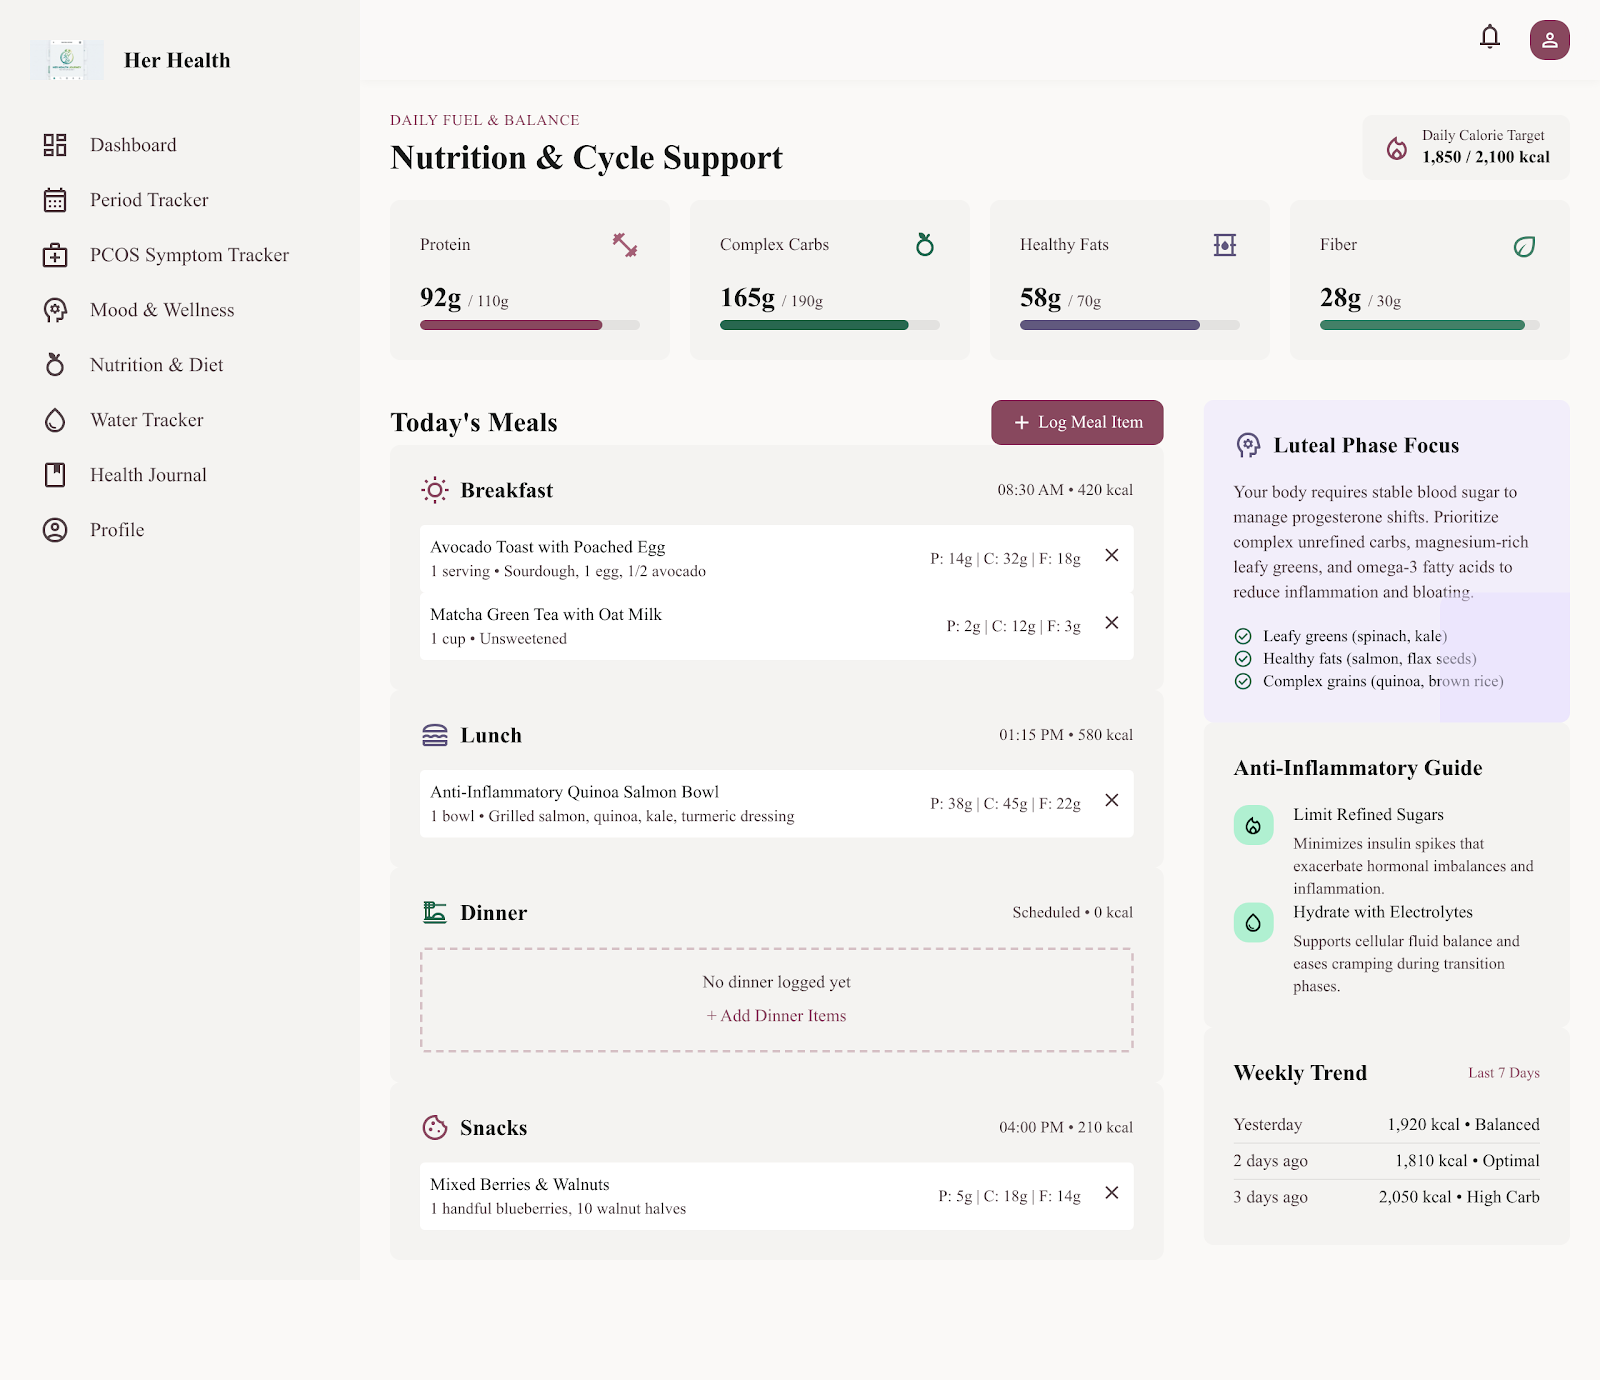 Her Health
Dashboard
Period Tracker
PCOS Symptom Tracker
Mood & Wellness
Nutrition & Diet
Water Tracker
Health Journal
Profile
DAILY FUEL & BALANCE
Nutrition & Cycle Support
Daily Calorie Target
1,850 / 2,100 kcal
Protein
92g / 110g
Complex Carbs
165g / 190g
Healthy Fats
58g / 70g
Fiber
28g / 30g
Today's Meals
+ Log Meal Item
Breakfast
08:30 AM • 420 kcal
Avocado Toast with Poached Egg
1 serving • Sourdough, 1 egg, 1/2 avocado
P: 14g | C: 32g | F: 18g
Matcha Green Tea with Oat Milk
1 cup • Unsweetened
P: 2g | C: 12g | F: 3g
Lunch
01:15 PM • 580 kcal
Anti-Inflammatory Quinoa Salmon Bowl
1 bowl • Grilled salmon, quinoa, kale, turmeric dressing
P: 38g | C: 45g | F: 22g
Dinner
Scheduled • 0 kcal
No dinner logged yet
+ Add Dinner Items
Snacks
04:00 PM • 210 kcal
Mixed Berries & Walnuts
1 handful blueberries, 10 walnut halves
P: 5g | C: 18g | F: 14g
Luteal Phase Focus
Your body requires stable blood sugar to
manage progesterone shifts. Prioritize
complex unrefined carbs, magnesium-rich
leafy greens, and omega-3 fatty acids to
reduce inflammation and bloating.
Leafy greens (spinach, kale)
Healthy fats (salmon, flax seeds)
Complex grains (quinoa, brown rice)
Anti-Inflammatory Guide
Limit Refined Sugars
Minimizes insulin spikes that
exacerbate hormonal imbalances and
inflammation.
Hydrate with Electrolytes
Supports cellular fluid balance and
eases cramping during transition
phases.
Weekly Trend
Last 7 Days
Yesterday
1,920 kcal • Balanced
2 days ago
1,810 kcal • Optimal
3 days ago
2,050 kcal • High Carb